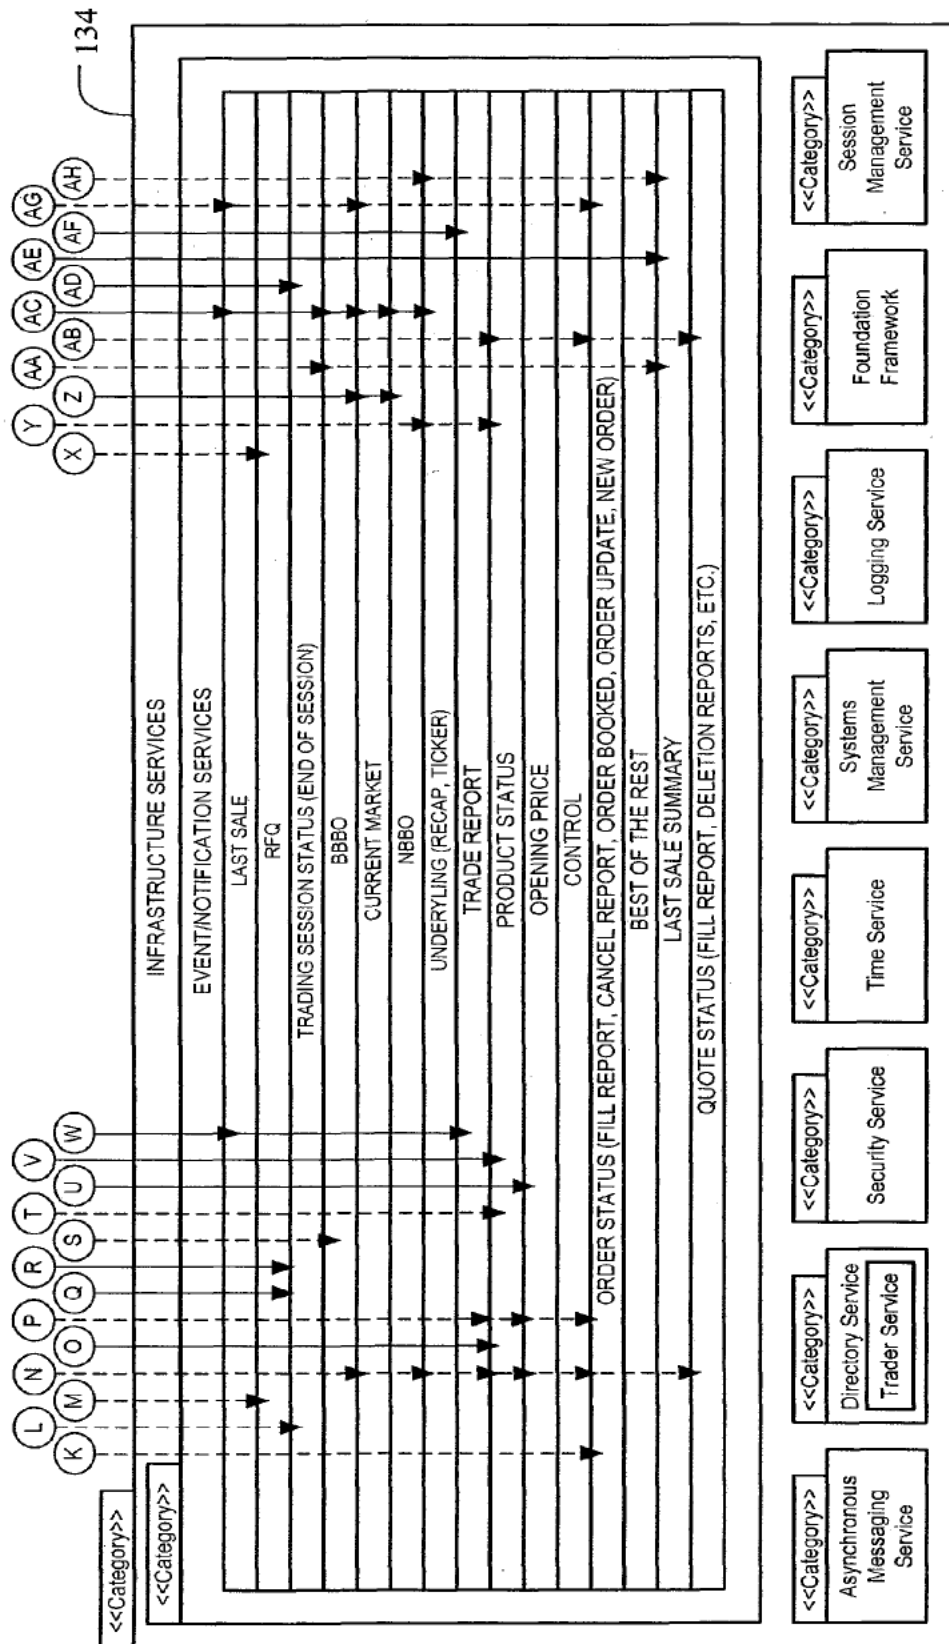 134
K
L
M
N
O
P
Q
R
S
T
U
V
W
X
Y
Z
AA
AB
AC
AD
AE
AF
AG
AH
<<Category>>
INFRASTRUCTURE SERVICES
<<Category>>
EVENT/NOTIFICATION SERVICES
LAST SALE
RFQ
TRADING SESSION STATUS (END OF SESSION)
BBBO
CURRENT MARKET
NBBO
UNDERYLING (RECAP, TICKER)
TRADE REPORT
PRODUCT STATUS
OPENING PRICE
CONTROL
ORDER STATUS (FILL REPORT, CANCEL REPORT, ORDER BOOKED, ORDER UPDATE, NEW ORDER)
BEST OF THE REST
LAST SALE SUMMARY
QUOTE STATUS (FILL REPORT, DELETION REPORTS, ETC.)
<<Category>>
Asynchronous
Messaging
Service
<<Category>>
Directory Service
Trader Service
<<Category>>
Security Service
<<Category>>
Time Service
<<Category>>
Systems
Management
Service
<<Category>>
Logging Service
<<Category>>
Foundation
Framework
<<Category>>
Session
Management
Service